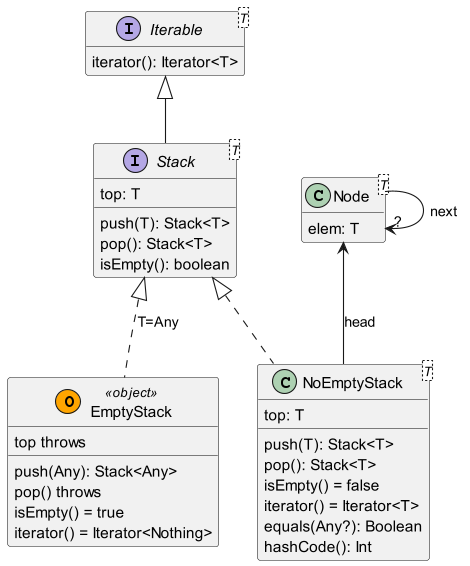 I Iterable T
iterator(): Iterator<T>
I Stack T
top: T
push(T): Stack<T>
pop(): Stack<T>
isEmpty(): boolean
C Node T
elem: T
next
?
T=Any
head
O «object»
EmptyStack
top throws
push(Any): Stack<Any>
pop() throws
isEmpty() = true
iterator() = Iterator<Nothing>
C NoEmptyStack T
top: T
push(T): Stack<T>
pop(): Stack<T>
isEmpty() = false
iterator() = Iterator<T>
equals(Any?): Boolean
hashCode(): Int